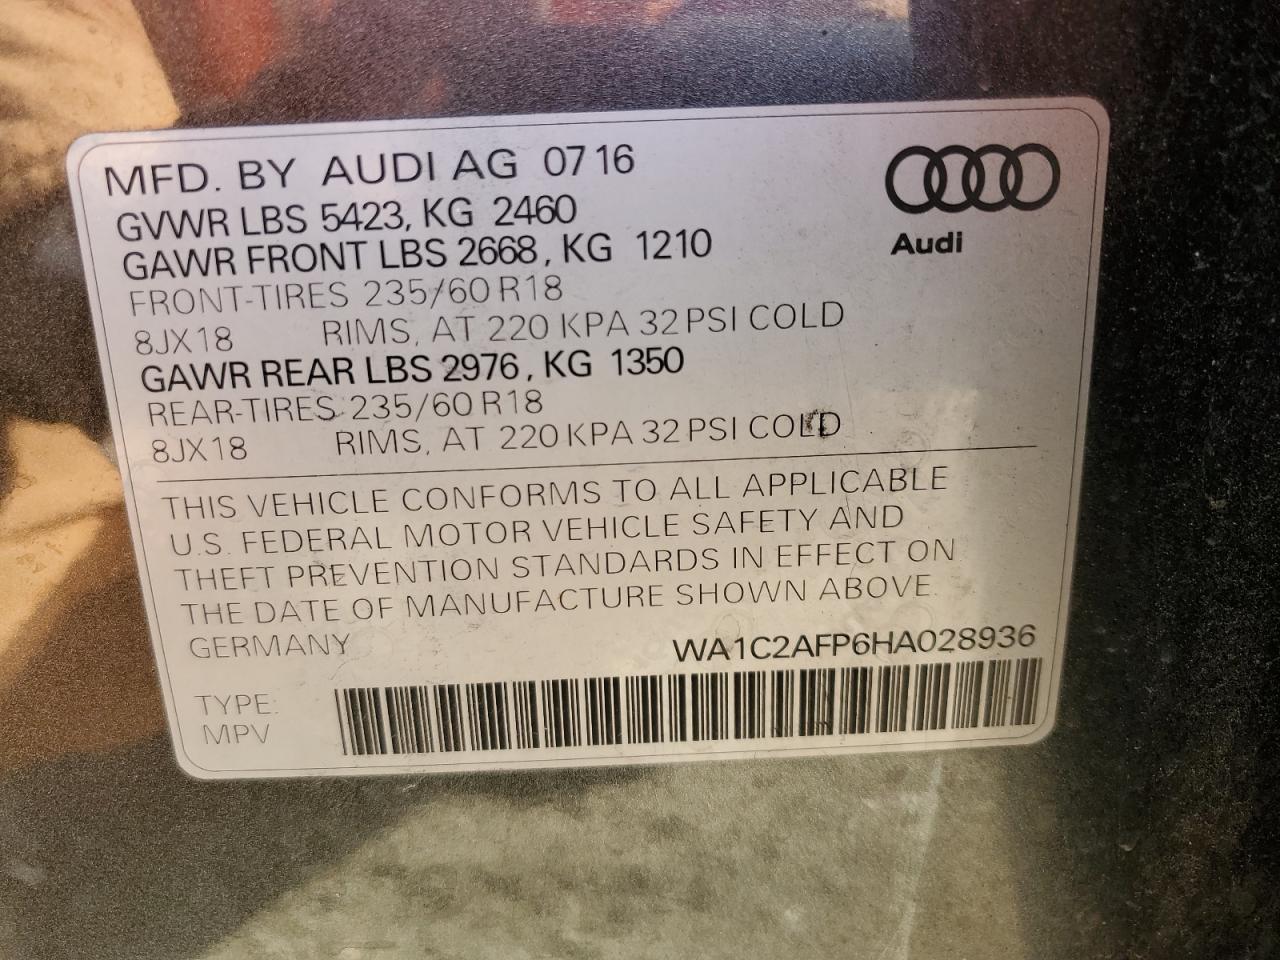 MFD. BY AUDI AG 07 16
GVWR LBS 5423, KG 2460
GAWR FRONT LBS 2668, KG 1210
FRONT-TIRES 235/60 R18
8JX18 RIMS, AT 220 KPA 32 PSI COLD
GAWR REAR LBS 2976, KG 1350
REAR-TIRES 235/60 R18
8JX18 RIMS, AT 220 KPA 32 PSI COLD
Audi
THIS VEHICLE CONFORMS TO ALL APPLICABLE
U.S. FEDERAL MOTOR VEHICLE SAFETY AND
THEFT PREVENTION STANDARDS IN EFFECT ON
THE DATE OF MANUFACTURE SHOWN ABOVE.
GERMANY WA1C2AFP6HA028936
TYPE:
MPV